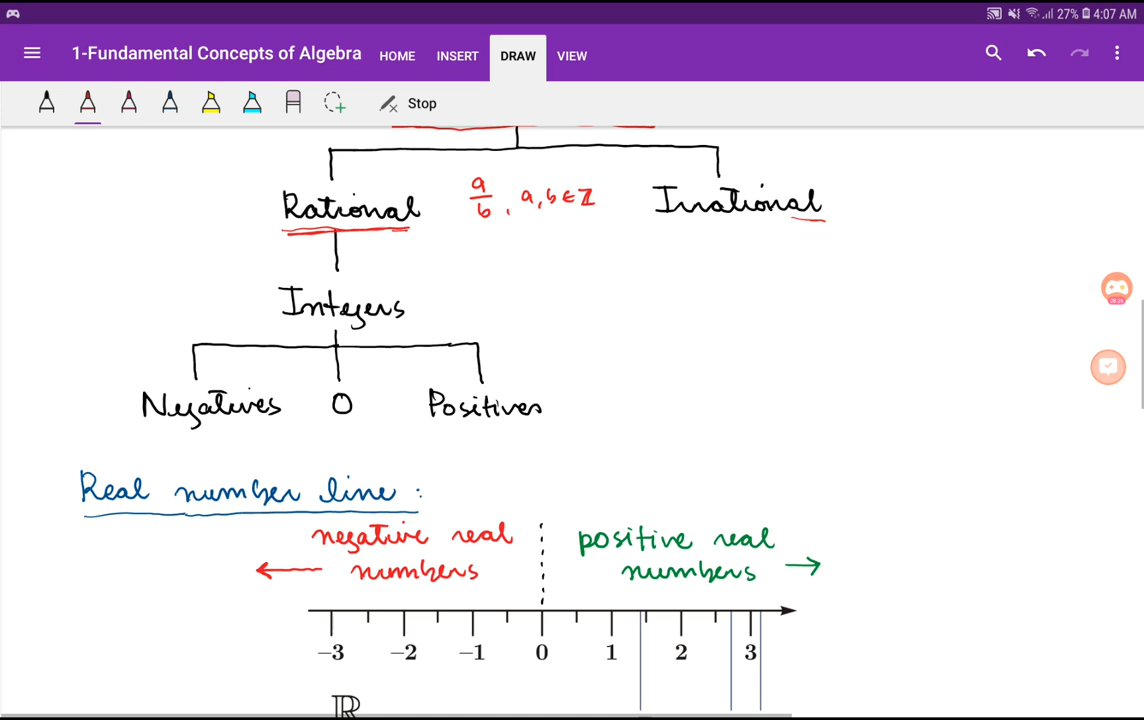 27% 4:07 AM
1-Fundamental Concepts of Algebra HOME INSERT DRAW VIEW
Stop
Rational a/b, a,b∈ℤ Irrational
Integers
Negatives 0 Positives
Real number line:
negative real numbers
positive real numbers
-3 -2 -1 0 1 2 3
ℝ